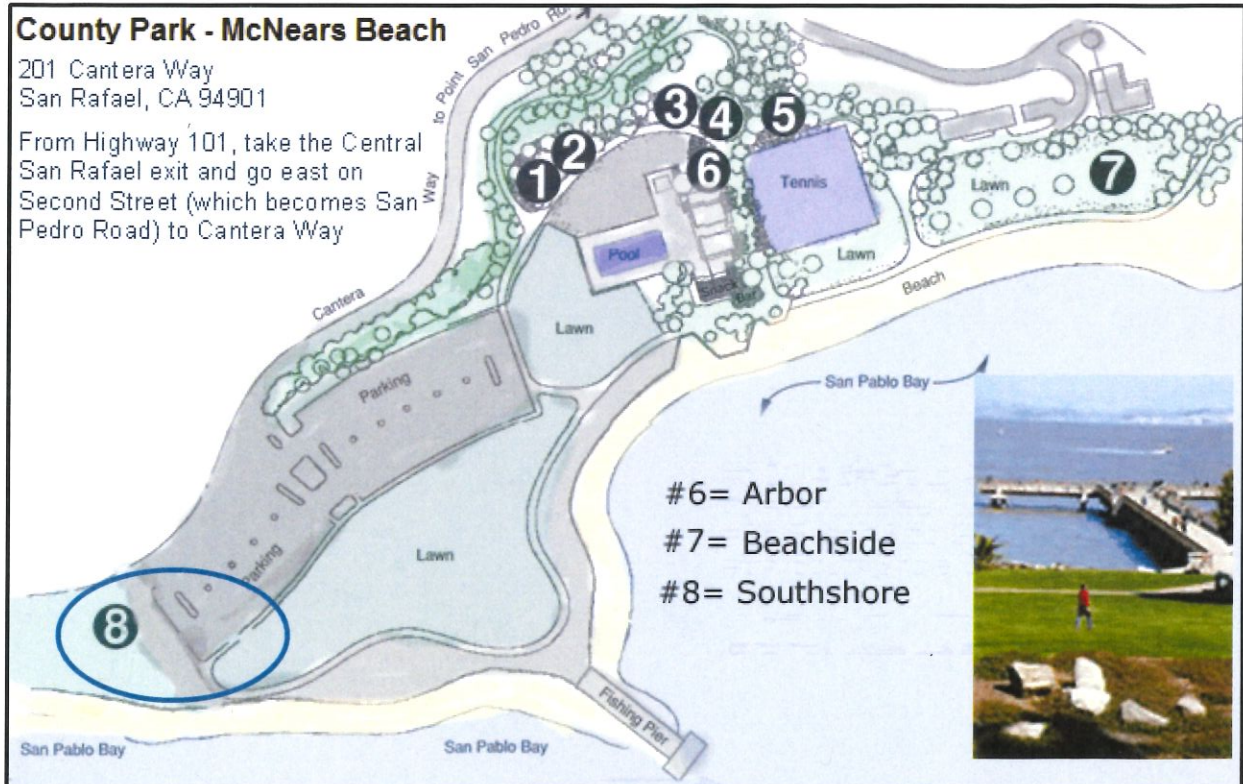 County Park - McNears Beach
201 Cantera Way
San Rafael, CA 94901
From Highway 101, take the Central
San Rafael exit and go east on
Second Street (which becomes San
Pedro Road) to Cantera Way
to Point San Pedro
Way
Cantera
1
2
3
4
5
6
7
Tennis
Lawn
Lawn
Pool
Snack
Bar
Beach
Lawn
Parking
San Pablo Bay
#6= Arbor
#7= Beachside
#8= Southshore
Lawn
Parking
8
Fishing Pier
San Pablo Bay
San Pablo Bay